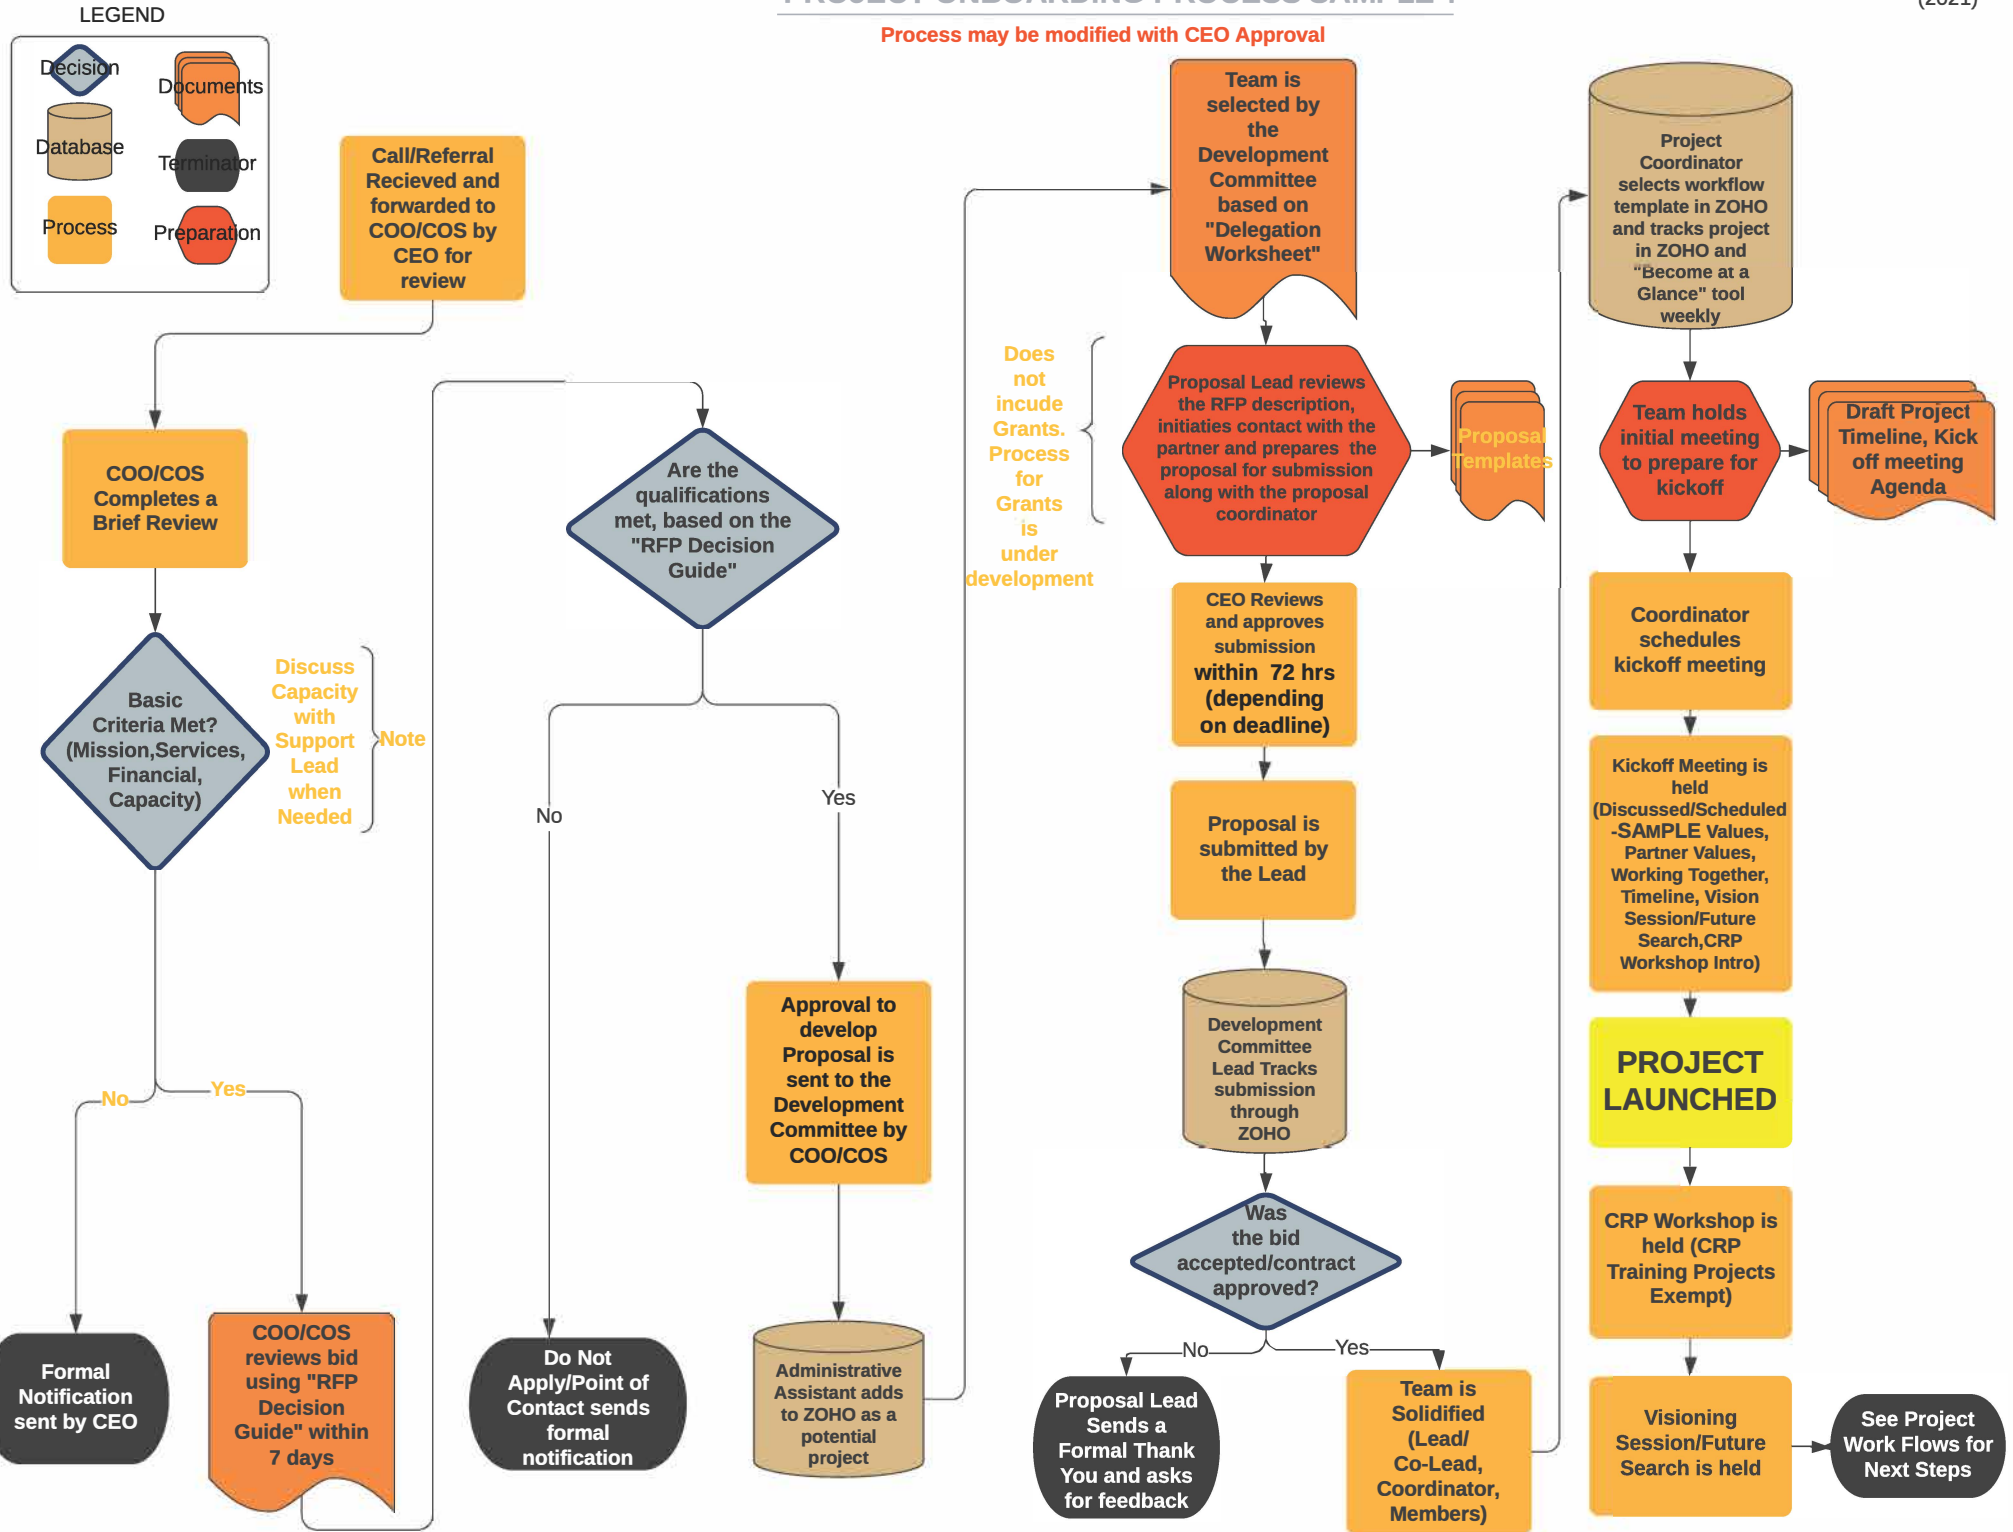 LEGEND
PROJECT ONBOARDING PROCESS SAMPLE
(2021)
Process may be modified with CEO Approval
Decision
Documents
Database
Terminator
Process
Preparation
Call/Referral
Recieved and
forwarded to
COO/COS by
CEO for
review
COO/COS
Completes a
Brief Review
Basic
Criteria Met?
(Mission,Services,
Financial,
Capacity)
Discuss
Capacity
with
Support
Lead
when
Needed
Note
No
Yes
Formal
Notification
sent by CEO
COO/COS
reviews bid
using "RFP
Decision
Guide" within
7 days
Are the
qualifications
met, based on the
"RFP Decision
Guide"
No
Yes
Do Not
Apply/Point of
Contact sends
formal
notification
Approval to
develop
Proposal is
sent to the
Development
Committee by
COO/COS
Administrative
Assistant adds
to ZOHO as a
potential
project
Team is
selected by
the
Development
Committee
based on
"Delegation
Worksheet"
Does
not
incude
Grants.
Process
for
Grants
is
under
development
Proposal Lead reviews
the RFP description,
initiaties contact with the
partner and prepares the
proposal for submission
along with the proposal
coordinator
Proposal
Templates
CEO Reviews
and approves
submission
within 72 hrs
(depending
on deadline)
Proposal is
submitted by
the Lead
Development
Committee
Lead Tracks
submission
through
ZOHO
Was
the bid
accepted/contract
approved?
No
Yes
Proposal Lead
Sends a
Formal Thank
You and asks
for feedback
Team is
Solidified
(Lead/
Co-Lead,
Coordinator,
Members)
Project
Coordinator
selects workflow
template in ZOHO
and tracks project
in ZOHO and
"Become at a
Glance" tool
weekly
Team holds
initial meeting
to prepare for
kickoff
Draft Project
Timeline, Kick
off meeting
Agenda
Coordinator
schedules
kickoff meeting
Kickoff Meeting is
held
(Discussed/Scheduled
-SAMPLE Values,
Partner Values,
Working Together,
Timeline, Vision
Session/Future
Search,CRP
Workshop Intro)
PROJECT
LAUNCHED
CRP Workshop is
held (CRP
Training Projects
Exempt)
Visioning
Session/Future
Search is held
See Project
Work Flows for
Next Steps